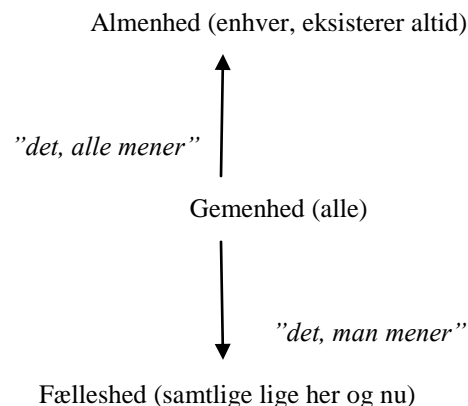 Almenhed (enhver, eksisterer altid)
”det, alle mener”
Gemenhed (alle)
”det, man mener”
Fælleshed (samtlige lige her og nu)